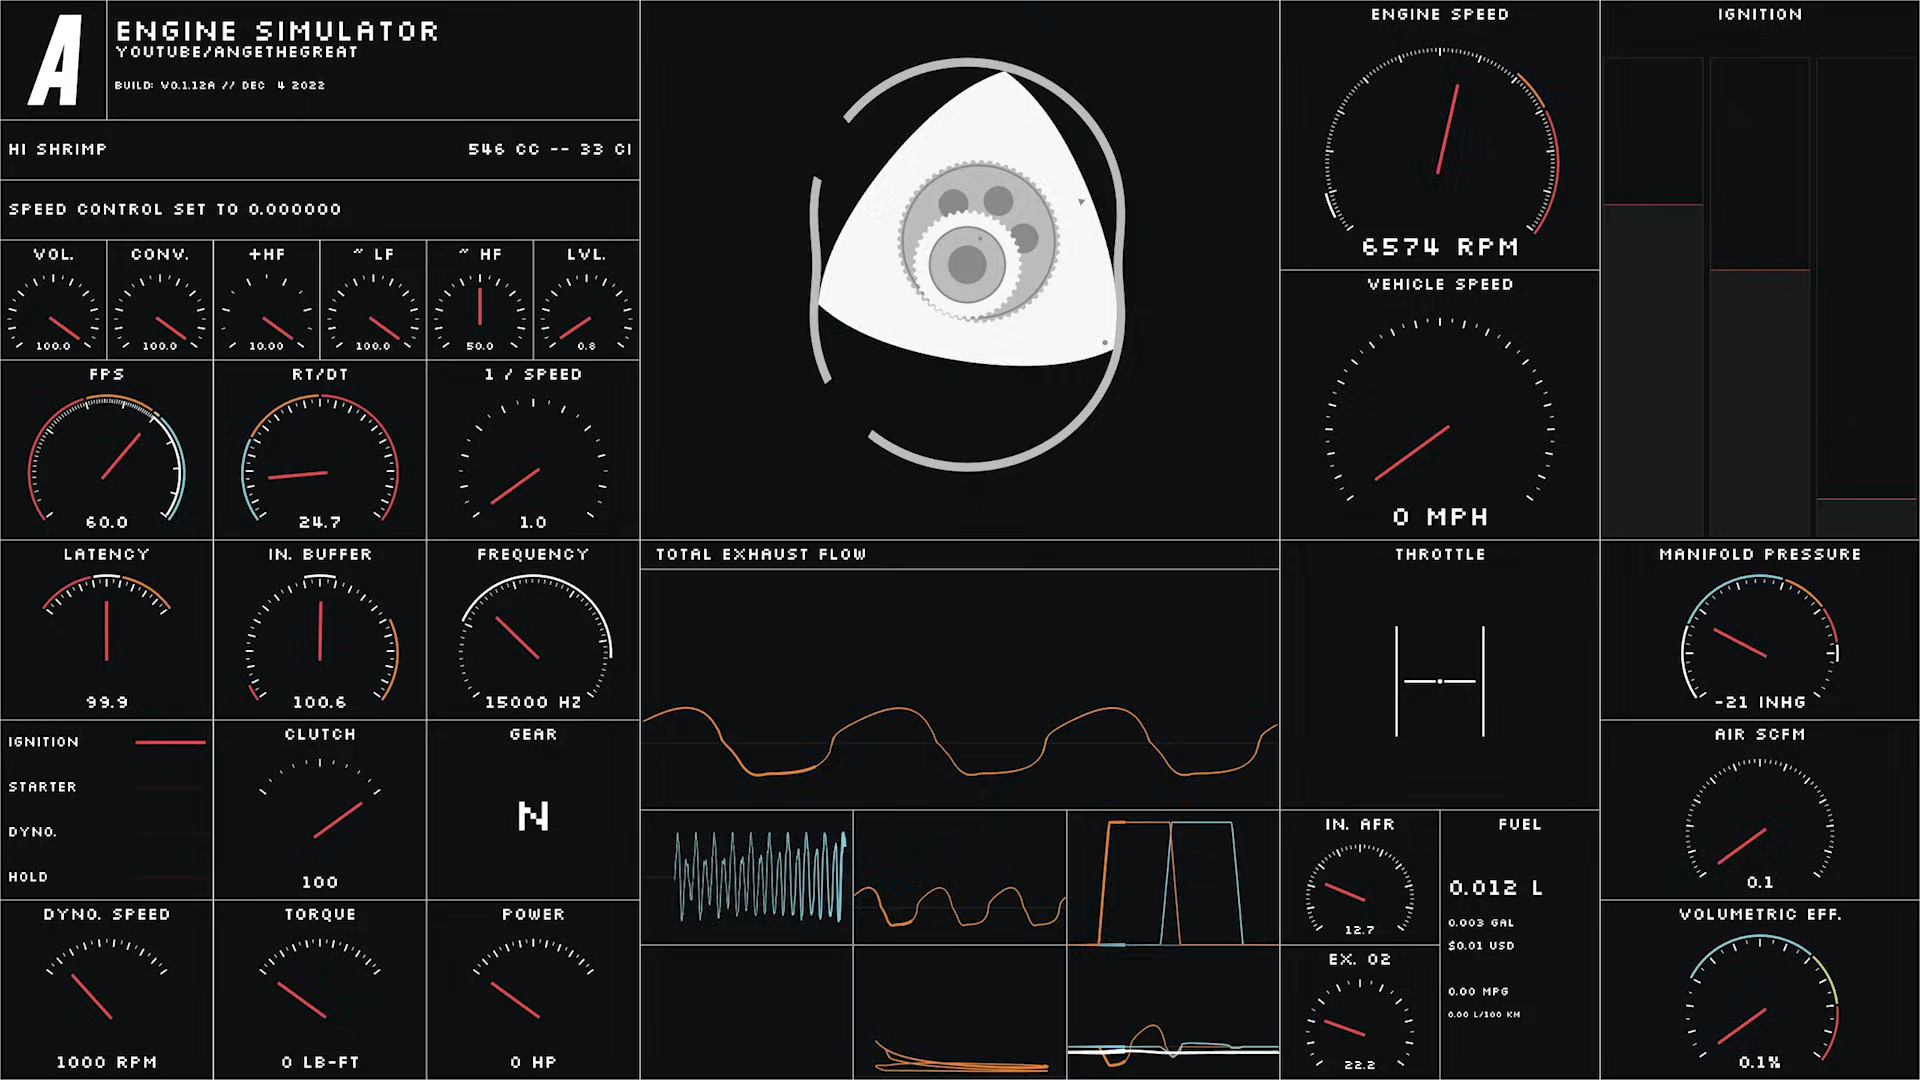 A
ENGINE SIMULATOR
YOUTUBE/ANGETHEGREAT
BUILD: V0.1.12A // DEC 4 2022
HI SHRIMP
546 CC -- 33 CI
SPEED CONTROL SET TO 0.000000
VOL.
100.0
CONV.
100.0
+HF
10.00
~ LF
100.0
~ HF
50.0
LVL.
0.8
FPS
60.0
RT/DT
24.7
1 / SPEED
1.0
LATENCY
99.9
IN. BUFFER
100.6
FREQUENCY
15000 HZ
IGNITION
STARTER
DYNO.
HOLD
CLUTCH
100
GEAR
N
DYNO. SPEED
1000 RPM
TORQUE
0 LB-FT
POWER
0 HP
TOTAL EXHAUST FLOW
ENGINE SPEED
6574 RPM
VEHICLE SPEED
0 MPH
THROTTLE
IN. AFR
12.7
EX. O2
22.2
FUEL
0.012 L
0.003 GAL
$0.01 USD
0.00 MPG
0.00 L/100 KM
IGNITION
MANIFOLD PRESSURE
-21 INHG
AIR SCFM
0.1
VOLUMETRIC EFF.
0.1%